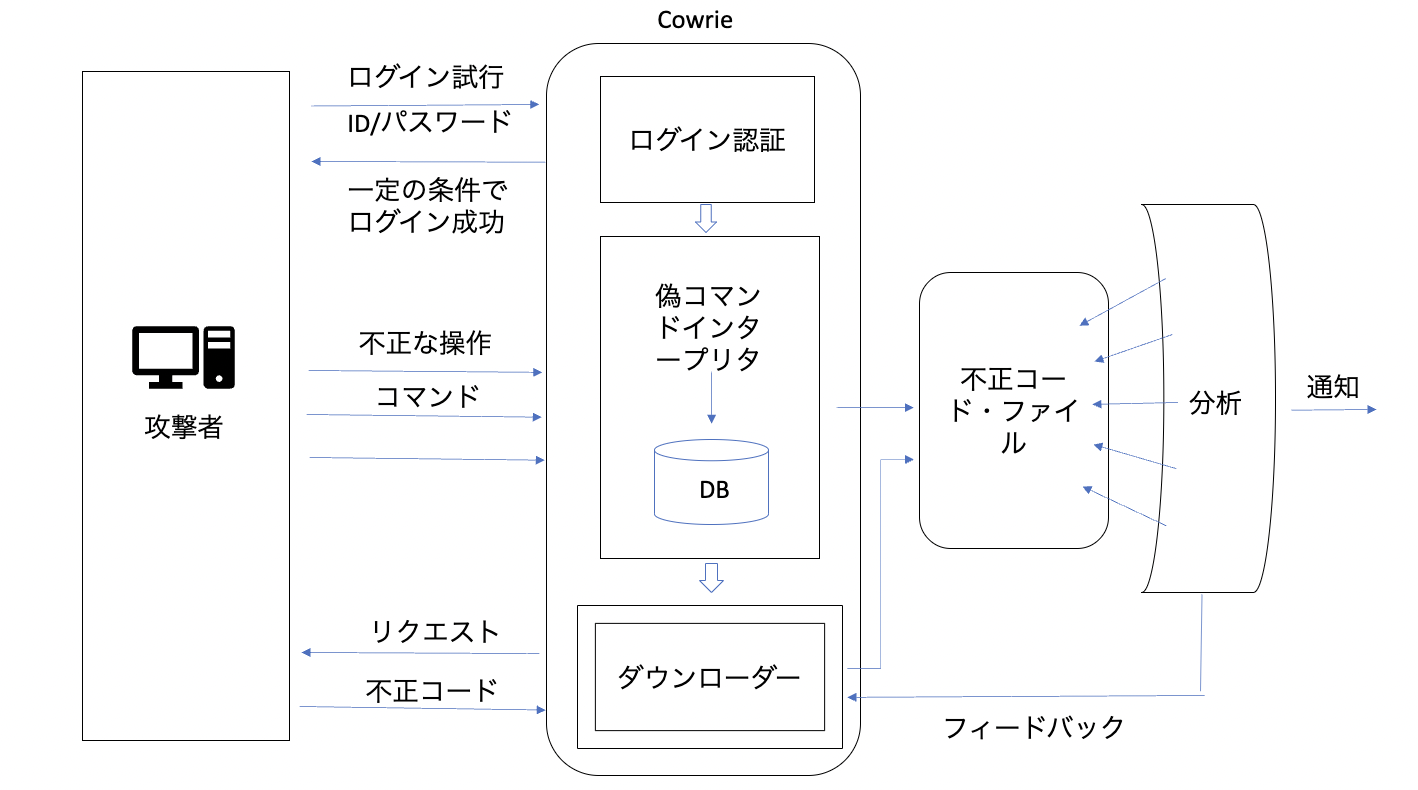 Cowrie
ログイン試行
ID/パスワード
一定の条件で
ログイン成功
ログイン認証
偽コマン
ドインタ
ープリタ
DB
不正な操作
コマンド
攻撃者
不正コー
ド・ファイ
ル
分析
通知
リクエスト
不正コード
ダウンローダー
フィードバック